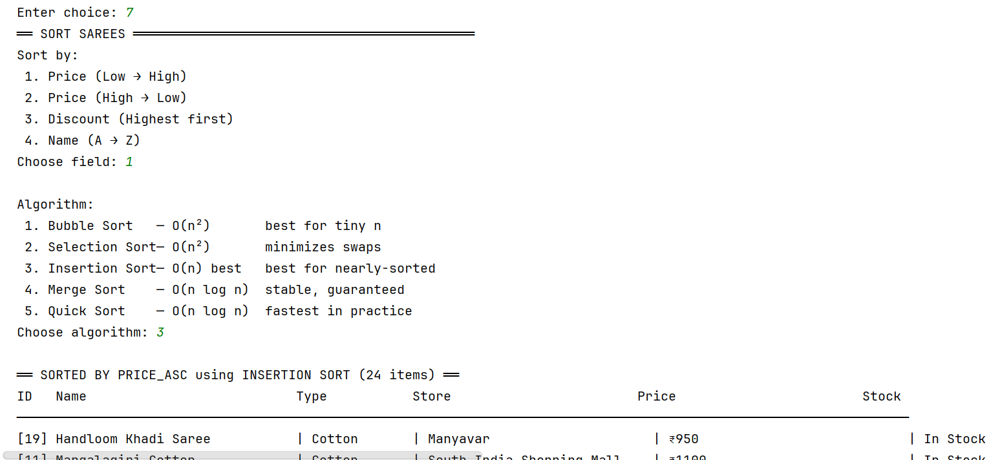 Enter choice: 7
══ SORT SAREES ════════════════════════════════════════════
Sort by:
 1. Price (Low → High)
 2. Price (High → Low)
 3. Discount (Highest first)
 4. Name (A → Z)
Choose field: 1
Algorithm:
 1. Bubble Sort   — O(n²)       best for tiny n
 2. Selection Sort— O(n²)       minimizes swaps
 3. Insertion Sort— O(n) best   best for nearly-sorted
 4. Merge Sort    — O(n log n)  stable, guaranteed
 5. Quick Sort    — O(n log n)  fastest in practice
Choose algorithm: 3
══ SORTED BY PRICE_ASC using INSERTION SORT (24 items) ══
ID   Name                           Type           Store                        Price                        Stock
[19] Handloom Khadi Saree           | Cotton       | Manyavar                     | ₹950                           | In Stock
[11] Mangalagiri Cotton             | Cotton       | South India Shopping Mall    | ₹1100                          | In Stock